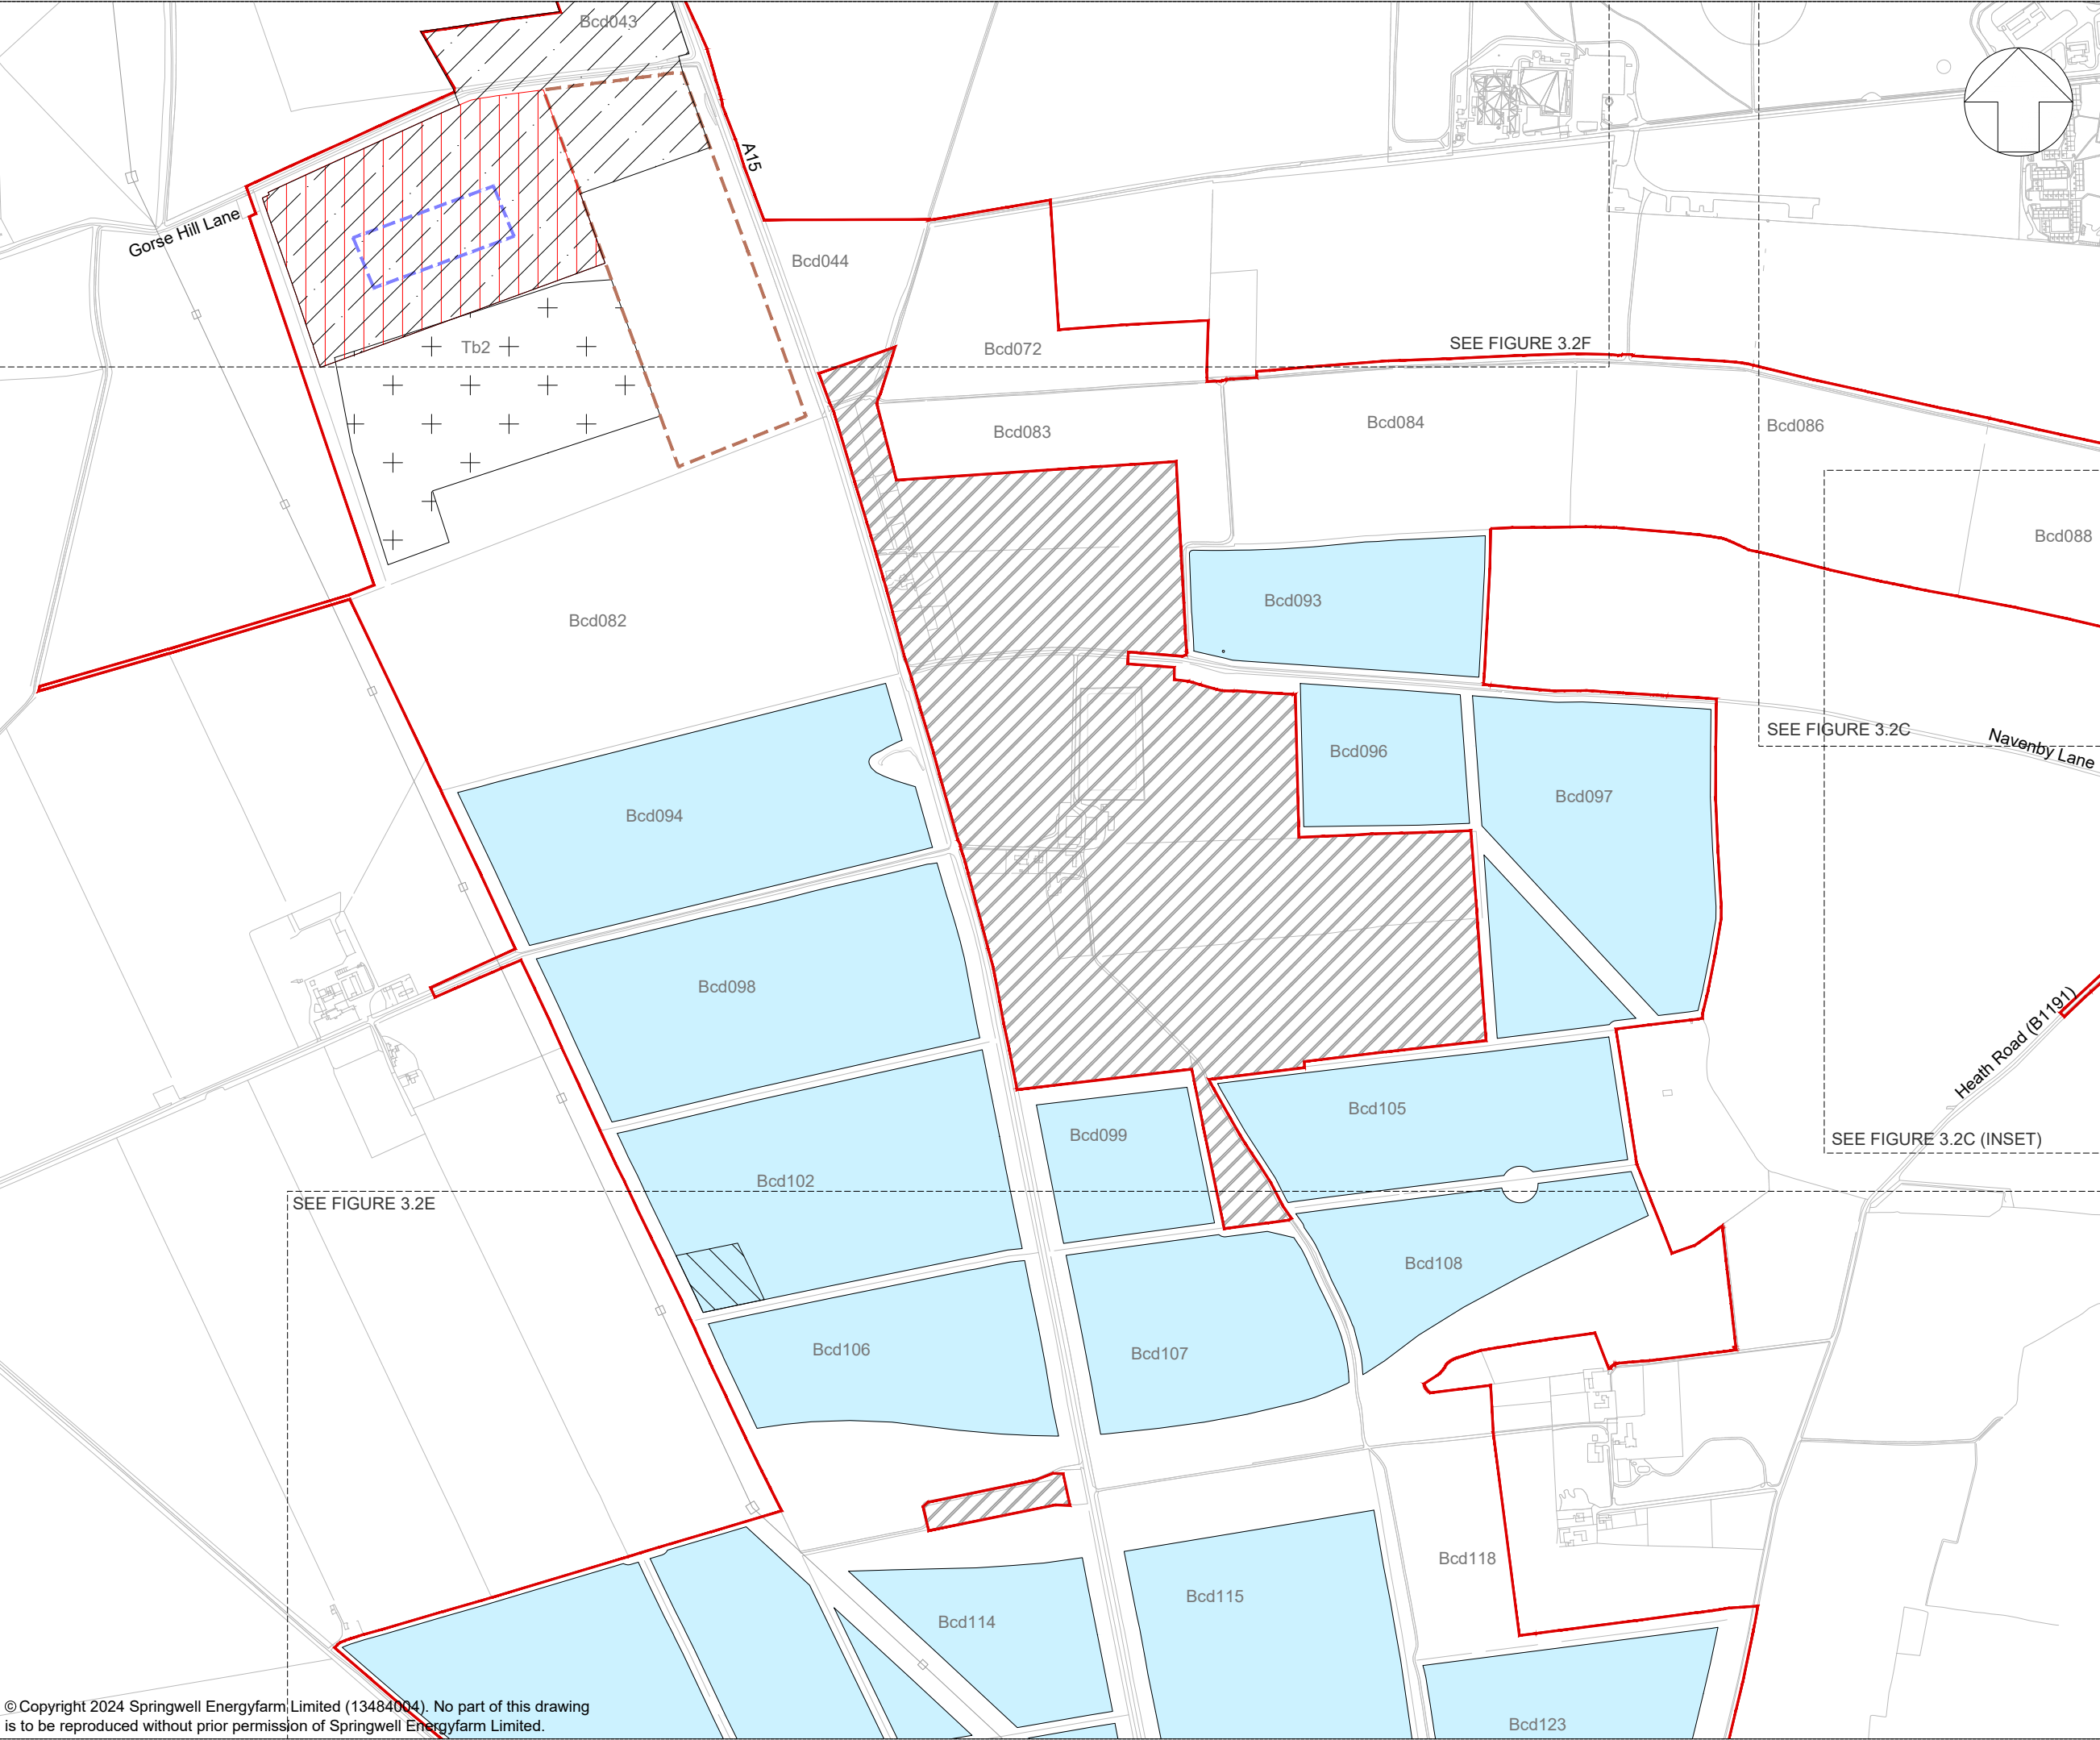 Bcd043
A15
Gorse Hill Lane
Bcd044
Tb2
Bcd072
SEE FIGURE 3.2F
Bcd083
Bcd084
Bcd086
Bcd088
Bcd093
Bcd082
SEE FIGURE 3.2C
Navenby Lane
Bcd096
Bcd097
Bcd094
Bcd098
Heath Road (B1191)
Bcd105
Bcd099
SEE FIGURE 3.2C (INSET)
Bcd102
SEE FIGURE 3.2E
Bcd108
Bcd106
Bcd107
Bcd118
Bcd115
Bcd114
Bcd123
© Copyright 2024 Springwell Energyfarm Limited (13484004). No part of this drawing
is to be reproduced without prior permission of Springwell Energyfarm Limited.